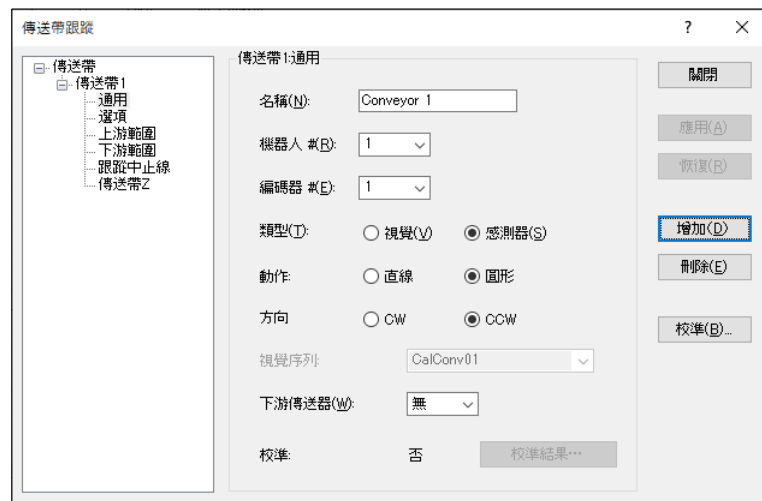 傳送帶跟蹤
? ×
傳送帶
傳送帶1
通用
選項
上游範圍
下游範圍
跟蹤中止線
傳送帶Z
傳送帶1:通用
名稱(N): Conveyor 1
機器人 #(R): 1
編碼器 #(E): 1
類型(T): 視覺(V) 感測器(S)
動作: 直線 圓形
方向 CW CCW
視覺序列: CalConv01
下游傳送器(W): 無
校準: 否 校準結果…
關閉
應用(A)
恢復(R)
增加(D)
刪除(E)
校準(B)...